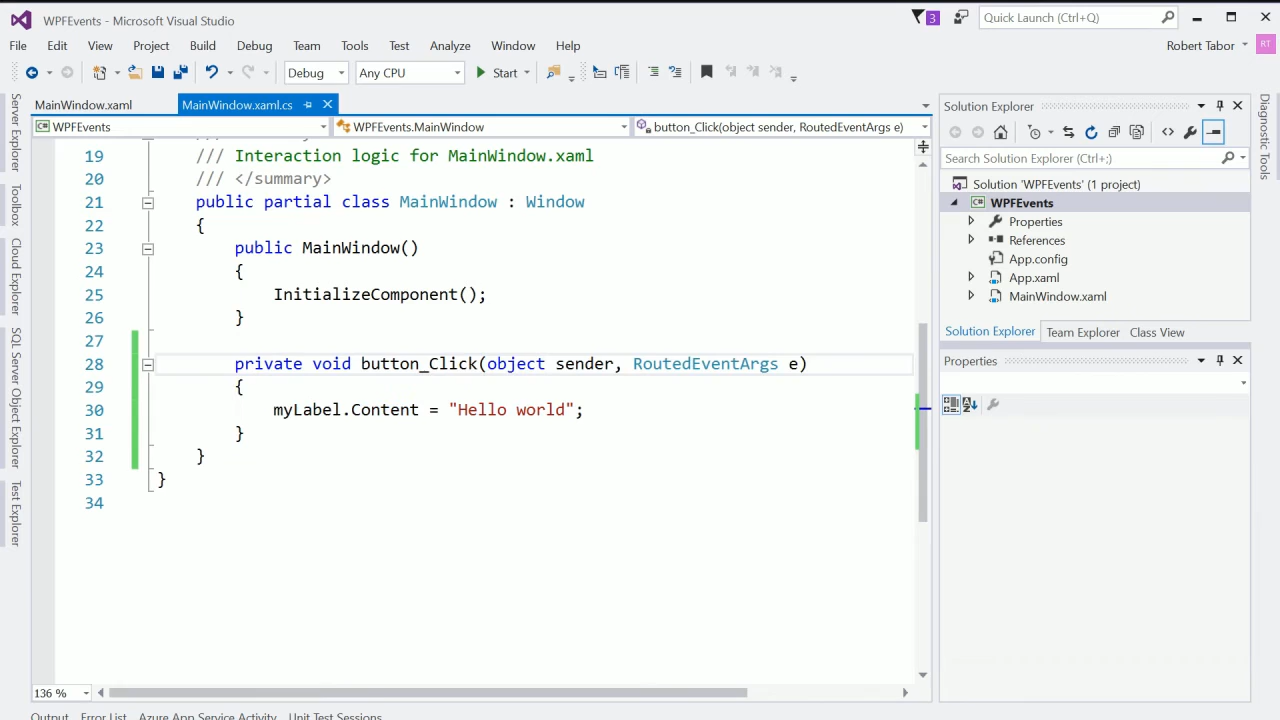 WPFEvents - Microsoft Visual Studio
3
Quick Launch (Ctrl+Q)
File Edit View Project Build Debug Team Tools Test Analyze Window Help
Robert Tabor RT
Debug Any CPU Start
Server Explorer
Toolbox
Cloud Explorer
SQL Server Object Explorer
Test Explorer
MainWindow.xaml MainWindow.xaml.cs
WPFEvents WPFEvents.MainWindow button_Click(object sender, RoutedEventArgs e)
19 /// Interaction logic for MainWindow.xaml
20 /// </summary>
21 public partial class MainWindow : Window
22 {
23 public MainWindow()
24 {
25 InitializeComponent();
26 }
27
28 private void button_Click(object sender, RoutedEventArgs e)
29 {
30 myLabel.Content = "Hello world";
31 }
32 }
33 }
34
136 %
Output Error List Azure App Service Activity Unit Test Sessions
Solution Explorer
Search Solution Explorer (Ctrl+;)
Solution 'WPFEvents' (1 project)
C# WPFEvents
Properties
References
App.config
App.xaml
MainWindow.xaml
Solution Explorer Team Explorer Class View
Properties
Diagnostic Tools